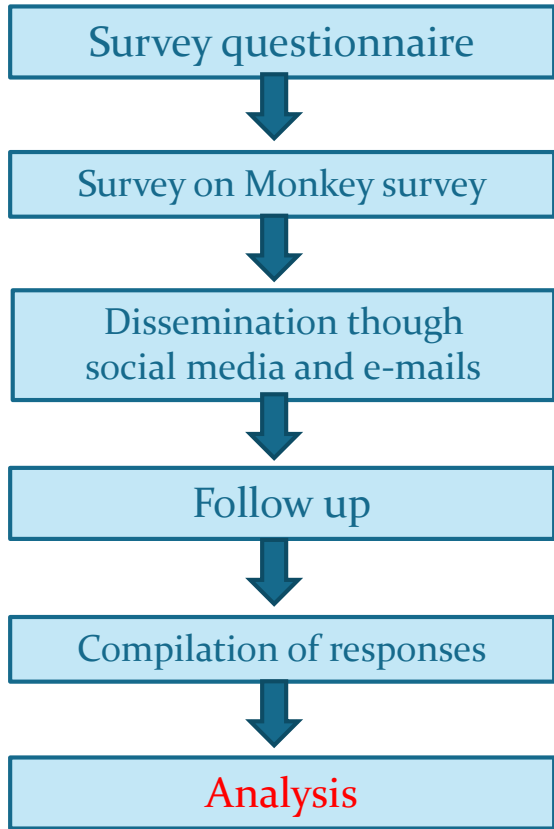 Survey questionnaire
Survey on Monkey survey
Dissemination though
social media and e-mails
Follow up
Compilation of responses
Analysis